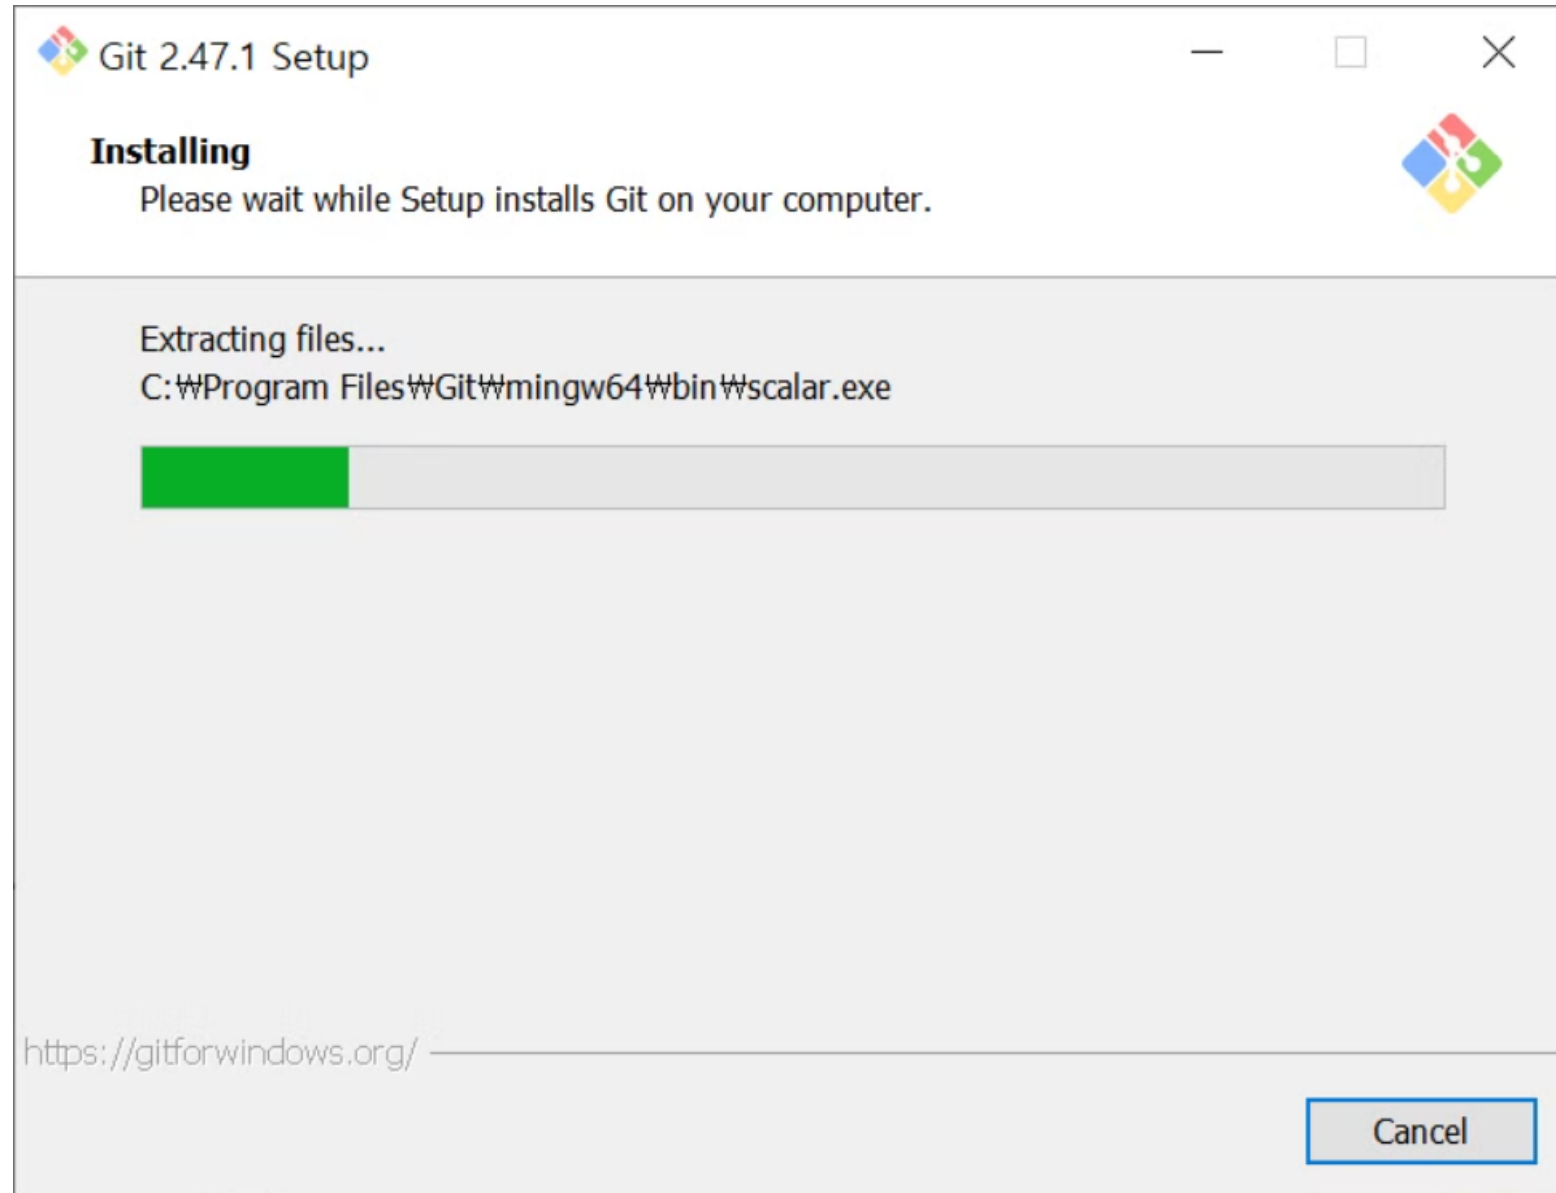 Git 2.47.1 Setup
Installing
Please wait while Setup installs Git on your computer.
Extracting files...
C:₩Program Files₩Git₩mingw64₩bin₩scalar.exe
https://gitforwindows.org/
Cancel